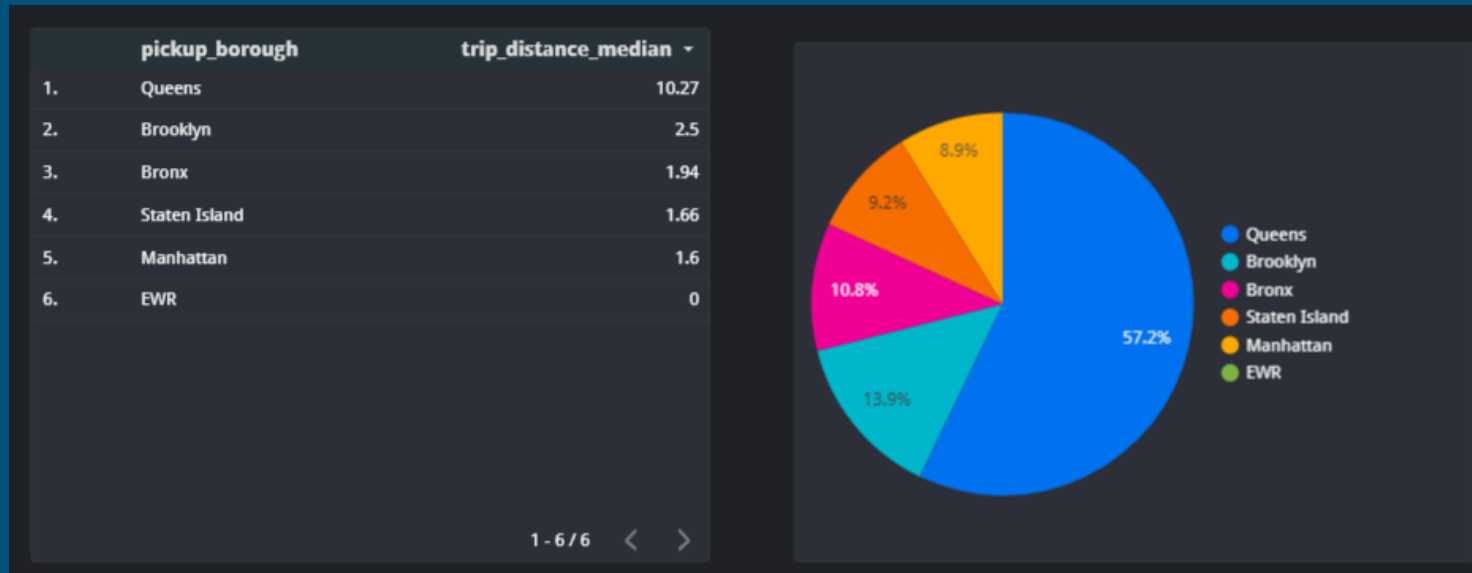 pickup_borough trip_distance_median
1. Queens 10.27
2. Brooklyn 2.5
3. Bronx 1.94
4. Staten Island 1.66
5. Manhattan 1.6
6. EWR 0
1 - 6 / 6
8.9%
9.2%
10.8%
57.2%
13.9%
Queens
Brooklyn
Bronx
Staten Island
Manhattan
EWR